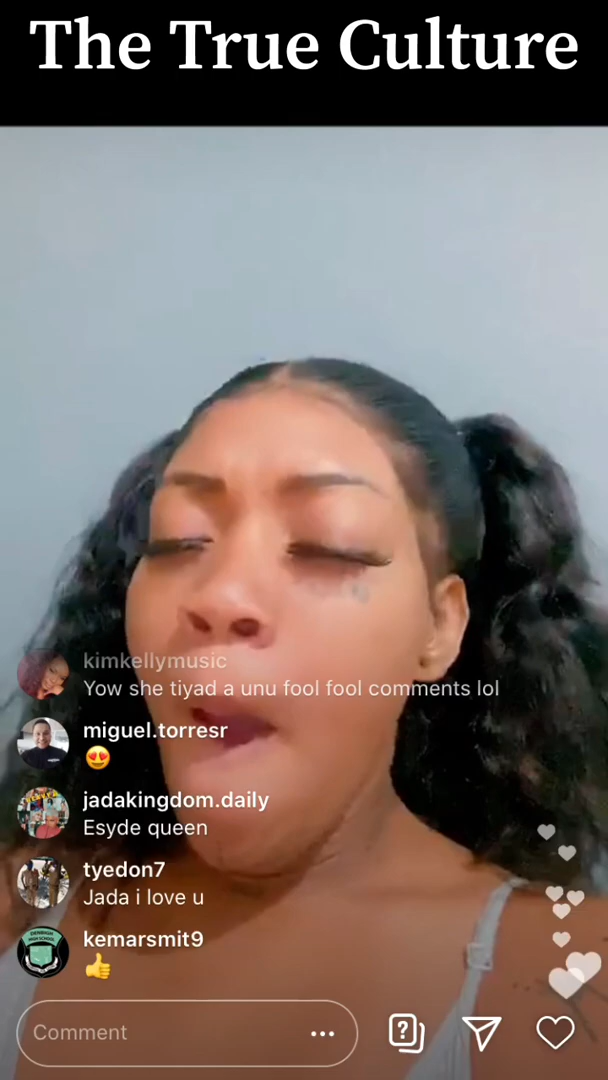 The True Culture
kimkellymusic
Yow she tiyad a unu fool fool comments lol
miguel.torresr
😍
jadakingdom.daily
Esyde queen
tyedon7
Jada i love u
kemarsmit9
👍
Comment